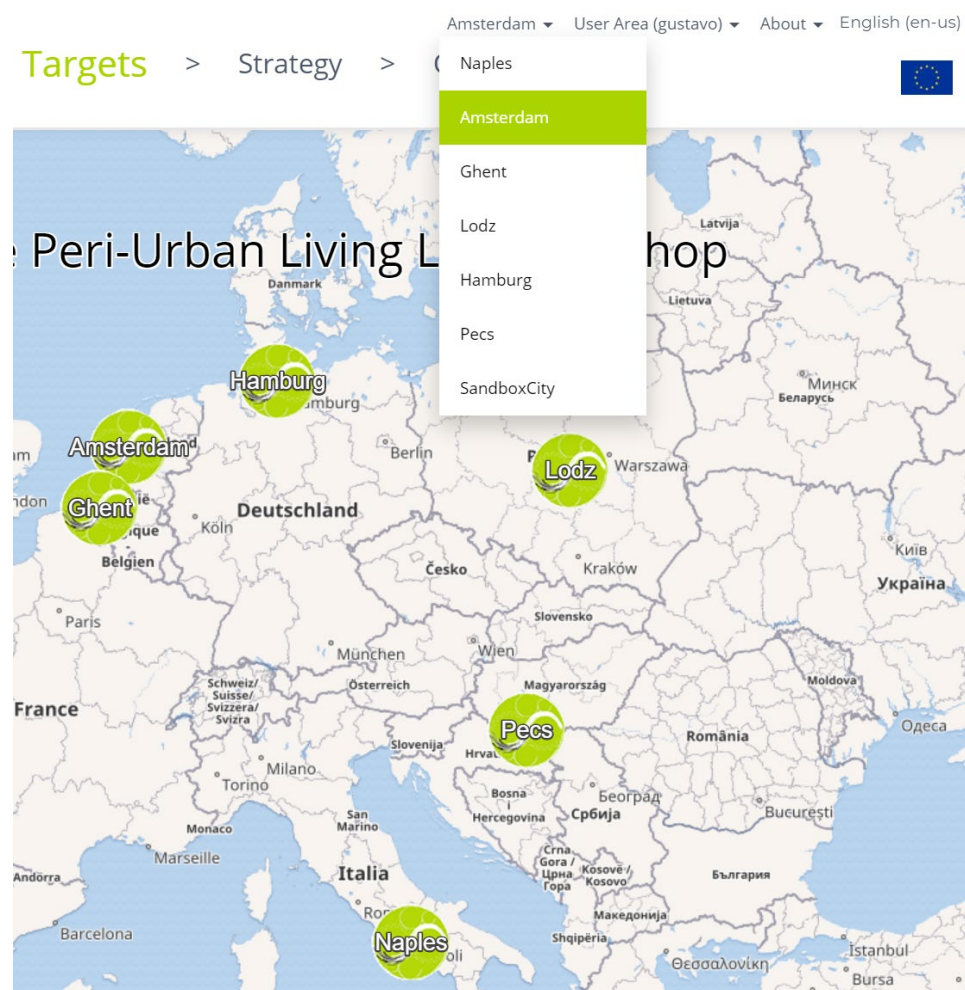 Amsterdam User Area (gustavo) About English (en-us)
Targets > Strategy >
Naples
Amsterdam
Ghent
Lodz
Hamburg
Pecs
SandboxCity
Peri-Urban Living
Latvija
Danmark
Lietuva
Минск
Беларусь
Hamburg
Amsterdam
Berlin
Lodz
Warszawa
Ghent
Deutschland
Köln
Belgien
Česko
Kraków
Київ
Україна
Paris
Slovensko
München
Wien
Schweiz/
Suisse/
Svizzera/
Svizra
Österreich
Magyarország
Moldova
France
Pecs
România
Одеса
Slovenija
Milano
Torino
Bosna
i
Hercegovina
Београд
Србија
București
San
Marino
Monaco
Marseille
Crna
Gora /
Црна
Гора
Kosovë /
Kosovo
Andorra
Italia
България
Македонија
Barcelona
Naples
Shqipëria
İstanbul
Θεσσαλονίκη
Bursa